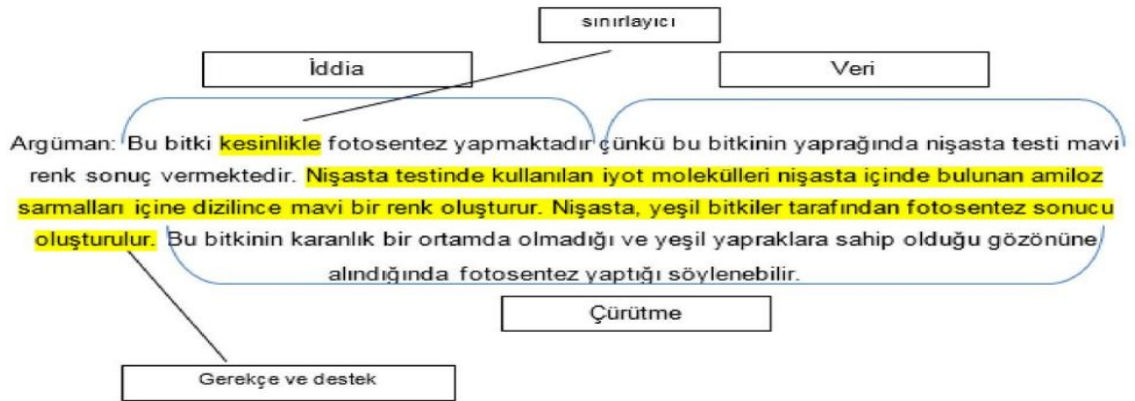 sınırlayıcı
İddia
Veri
Argüman: Bu bitki kesinlikle fotosentez yapmaktadır çünkü bu bitkinin yaprağında nişasta testi mavi
renk sonuç vermektedir. Nişasta testinde kullanılan iyot molekülleri nişasta içinde bulunan amiloz
sarmalları içine dizilince mavi bir renk oluşturur. Nişasta, yeşil bitkiler tarafından fotosentez sonucu
oluşturulur. Bu bitkinin karanlık bir ortamda olmadığı ve yeşil yapraklara sahip olduğu gözönüne
alındığında fotosentez yaptığı söylenebilir.
Çürütme
Gerekçe ve destek